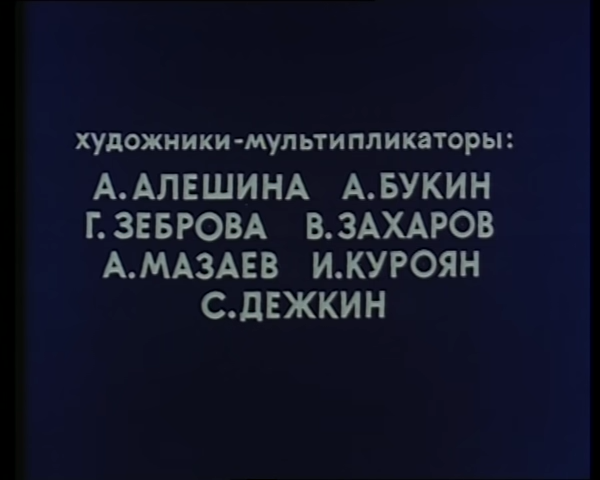 художники-мультипликаторы:
А.АЛЕШИНА А.БУКИН
Г.ЗЕБРОВА В.ЗАХАРОВ
А.МАЗАЕВ И.КУРОЯН
С.ДЕЖКИН